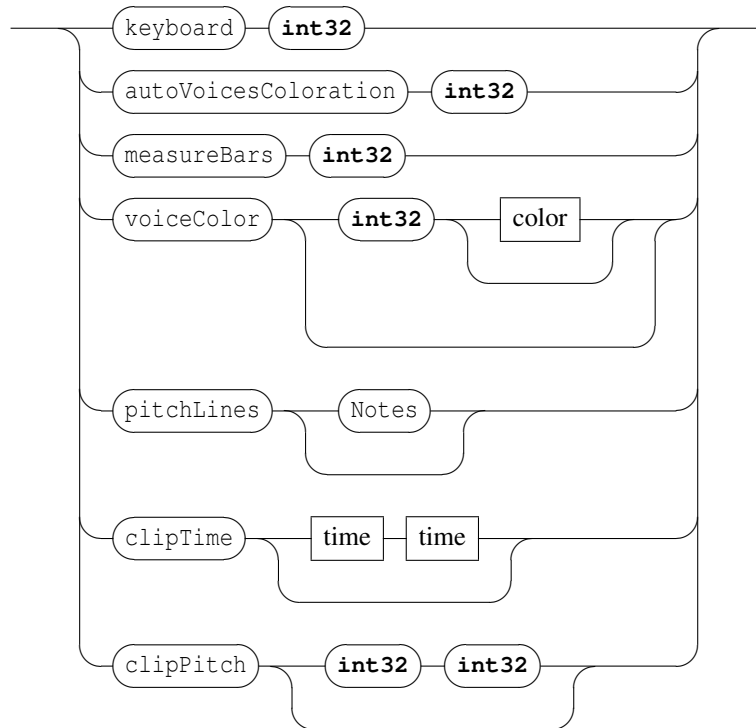 keyboard int32
autoVoicesColoration int32
measureBars int32
voiceColor int32 color
pitchLines Notes
clipTime time time
clipPitch int32 int32